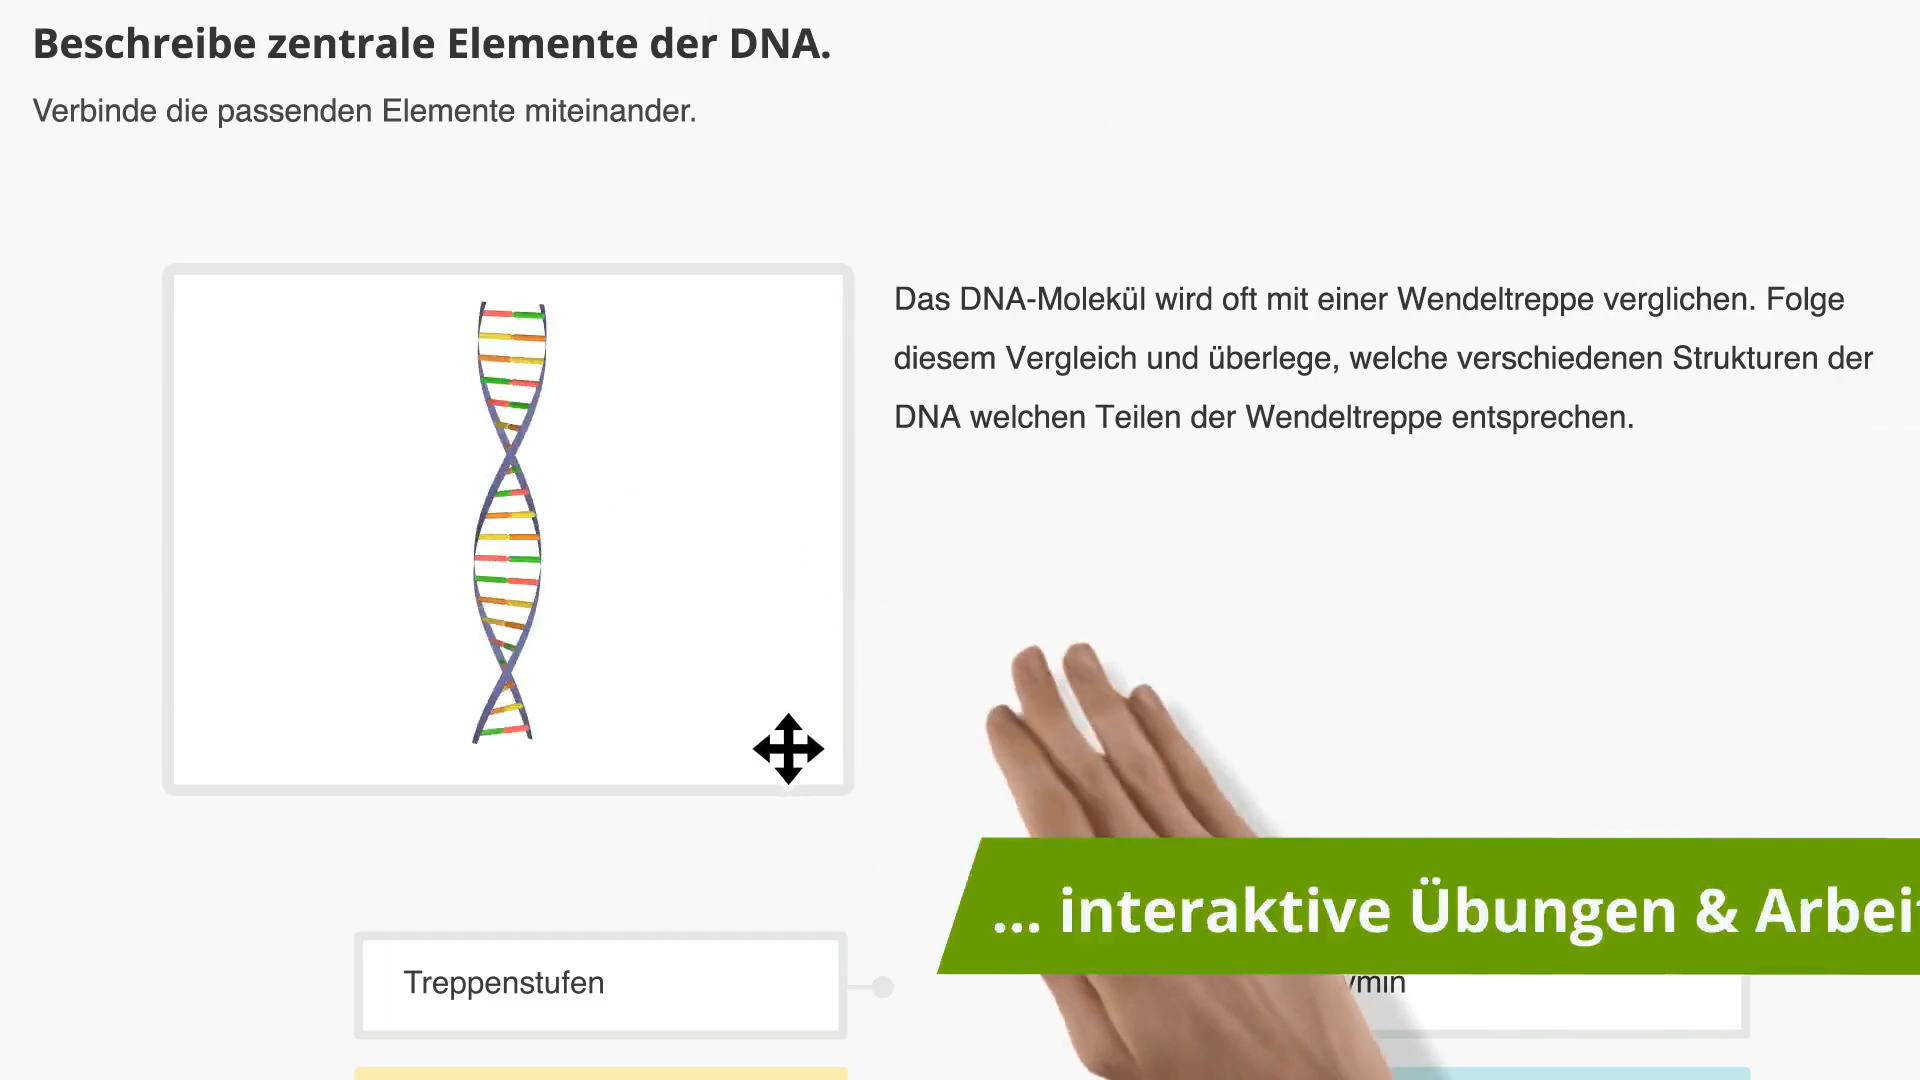 Beschreibe zentrale Elemente der DNA.
Verbinde die passenden Elemente miteinander.
Das DNA-Molekül wird oft mit einer Wendeltreppe verglichen. Folge
diesem Vergleich und überlege, welche verschiedenen Strukturen der
DNA welchen Teilen der Wendeltreppe entsprechen.
... interaktive Übungen &
Treppenstufen